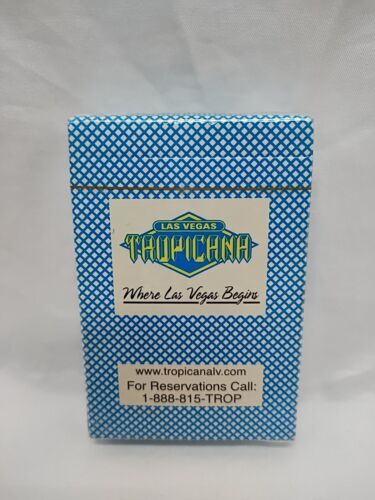 LAS VEGAS
TROPICANA
Where Las Vegas Begins
www.tropicanalv.com
For Reservations Call:
1-888-815-TROP